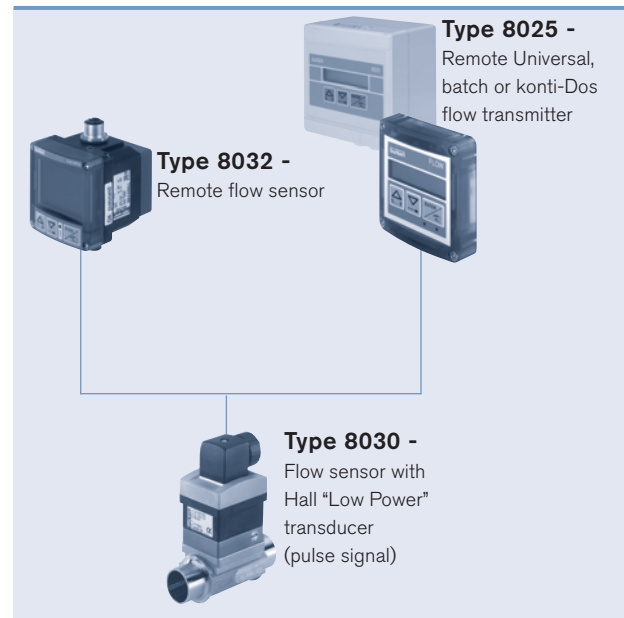 Type 8025 -
Remote Universal,
batch or konti-Dos
flow transmitter
Type 8032 -
Remote flow sensor
FLOW
Type 8030 -
Flow sensor with
Hall “Low Power”
transducer
(pulse signal)